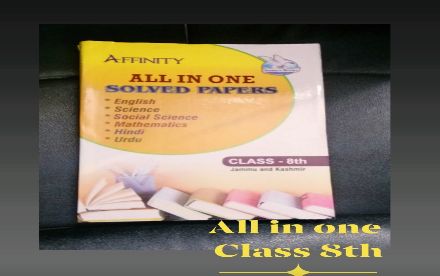 AFFINITY
ALL IN ONE
SOLVED PAPERS
* English
* Science
* Social Science
* Mathematics
* Hindi
* Urdu
CLASS - 8th
Jammu and Kashmir
All in one
Class 8th